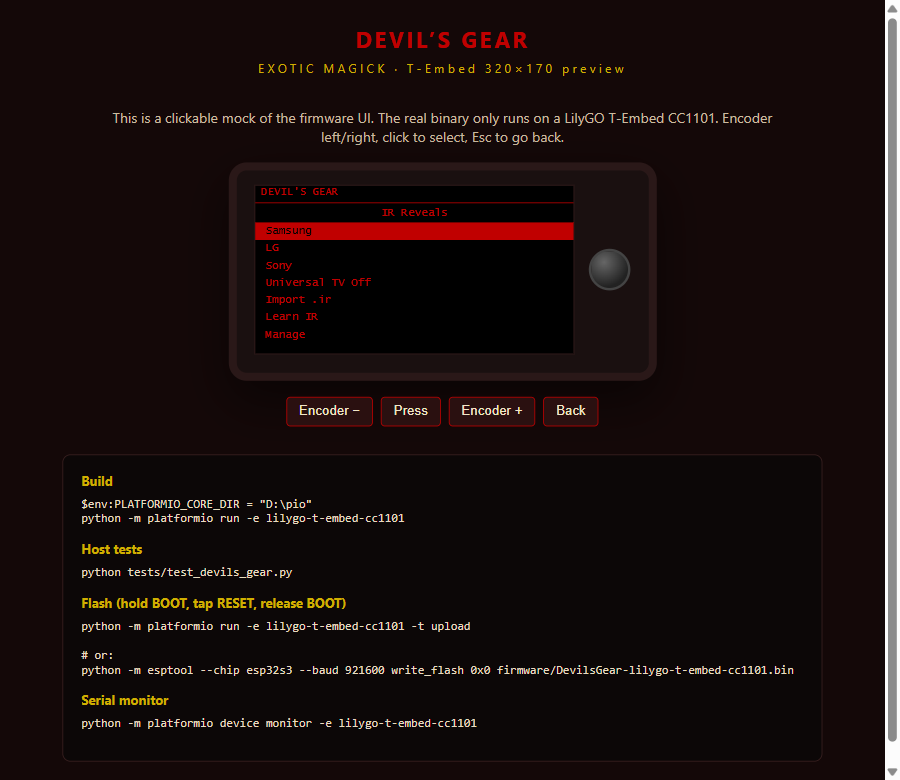 DEVIL’S GEAR
EXOTIC MAGICK · T-Embed 320×170 preview
This is a clickable mock of the firmware UI. The real binary only runs on a LilyGO T-Embed CC1101. Encoder
left/right, click to select, Esc to go back.
DEVIL'S GEAR
IR Reveals
Samsung
LG
Sony
Universal TV Off
Import .ir
Learn IR
Manage
Encoder −
Press
Encoder +
Back
Build
$env:PLATFORMIO_CORE_DIR = "D:\pio"
python -m platformio run -e lilygo-t-embed-cc1101
Host tests
python tests/test_devils_gear.py
Flash (hold BOOT, tap RESET, release BOOT)
python -m platformio run -e lilygo-t-embed-cc1101 -t upload
# or:
python -m esptool --chip esp32s3 --baud 921600 write_flash 0x0 firmware/DevilsGear-lilygo-t-embed-cc1101.bin
Serial monitor
python -m platformio device monitor -e lilygo-t-embed-cc1101